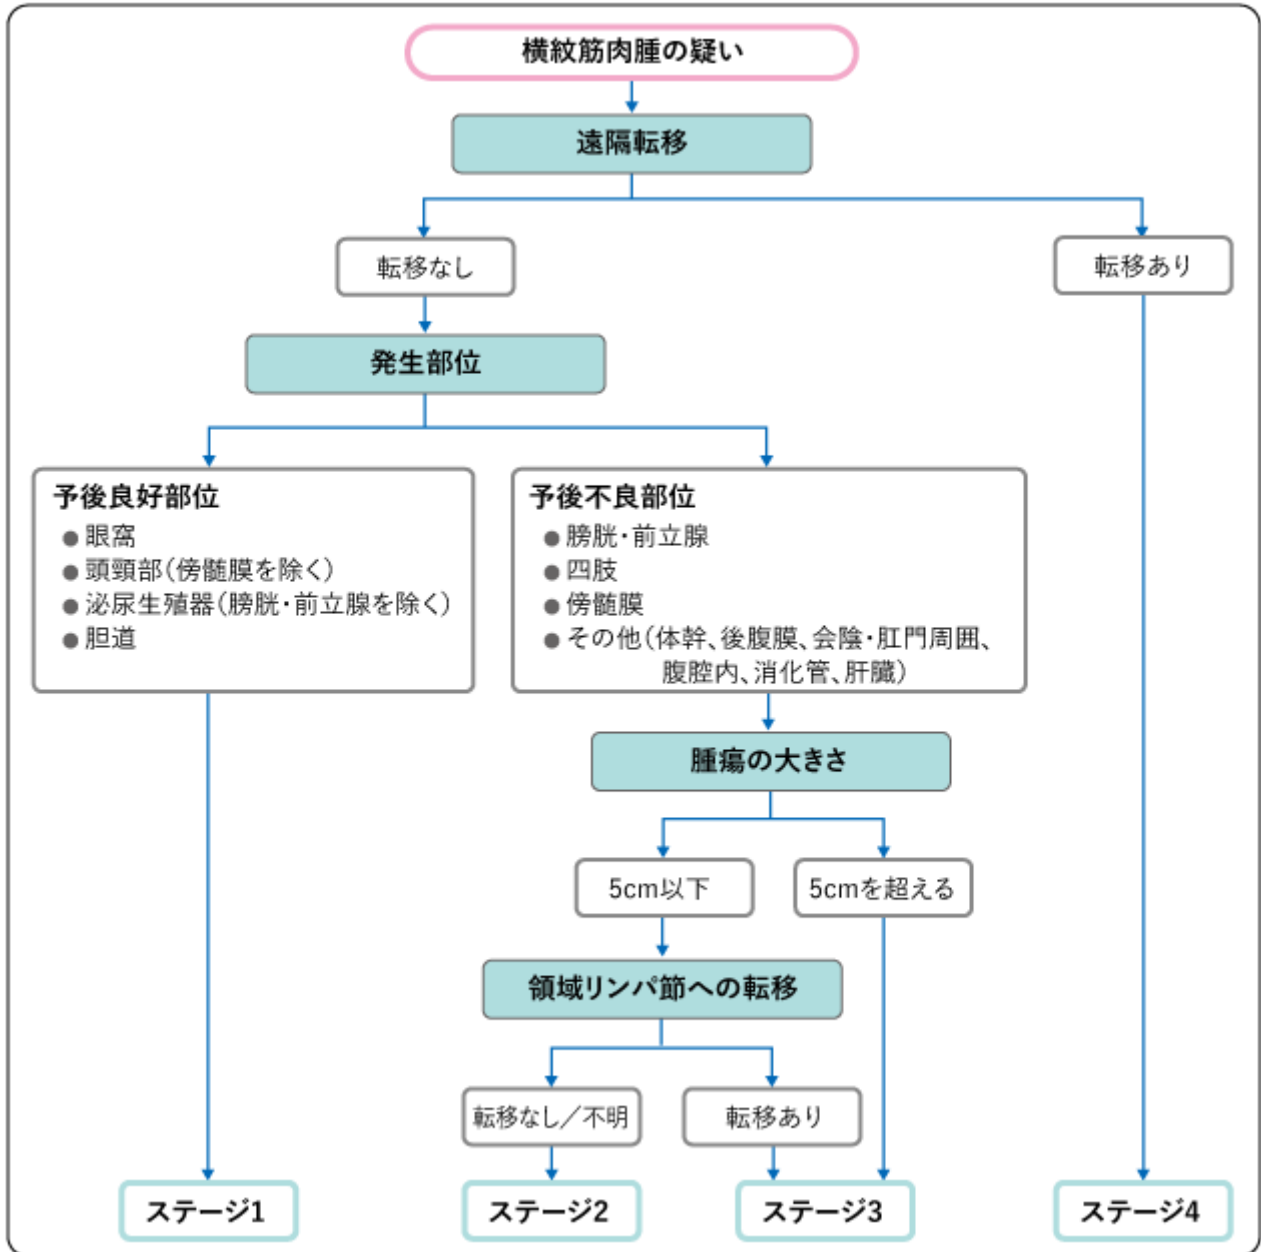 横紋筋肉腫の疑い
遠隔転移
転移なし
転移あり
発生部位
予後良好部位
●眼窩
●頭頸部(傍髄膜を除く)
●泌尿生殖器(膀胱・前立腺を除く)
●胆道
予後不良部位
●膀胱・前立腺
●四肢
●傍髄膜
●その他(体幹、後腹膜、会陰・肛門周囲、
腹腔内、消化管、肝臓)
腫瘍の大きさ
5cm以下
5cmを超える
領域リンパ節への転移
転移なし/不明
転移あり
ステージ1
ステージ2
ステージ3
ステージ4